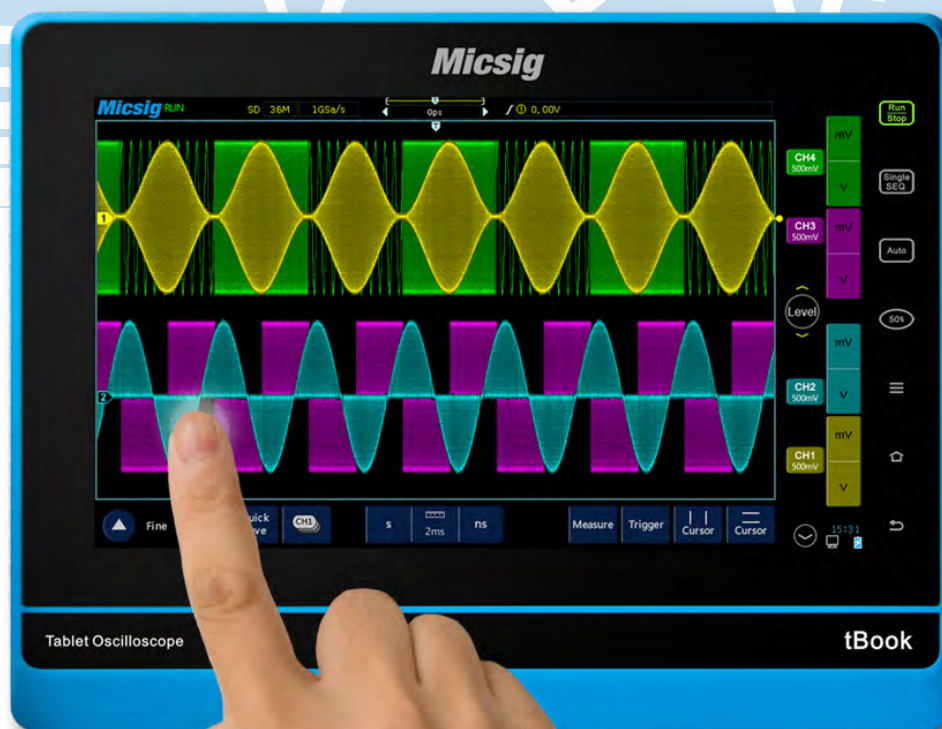 Micsig
Micsig RUN SD 36M 1GSa/s 0ps 0.00V
T
T
Run
Stop
mV
CH4
500mV
V
Single
SEQ
1
CH3
500mV
mV
V
Auto
Level
50%
mV
2
CH2
500mV
V
mV
CH1
500mV
V
Fine CH1 s 2ms ns Measure Trigger Cursor Cursor
15:31
Tablet Oscilloscope
tBook